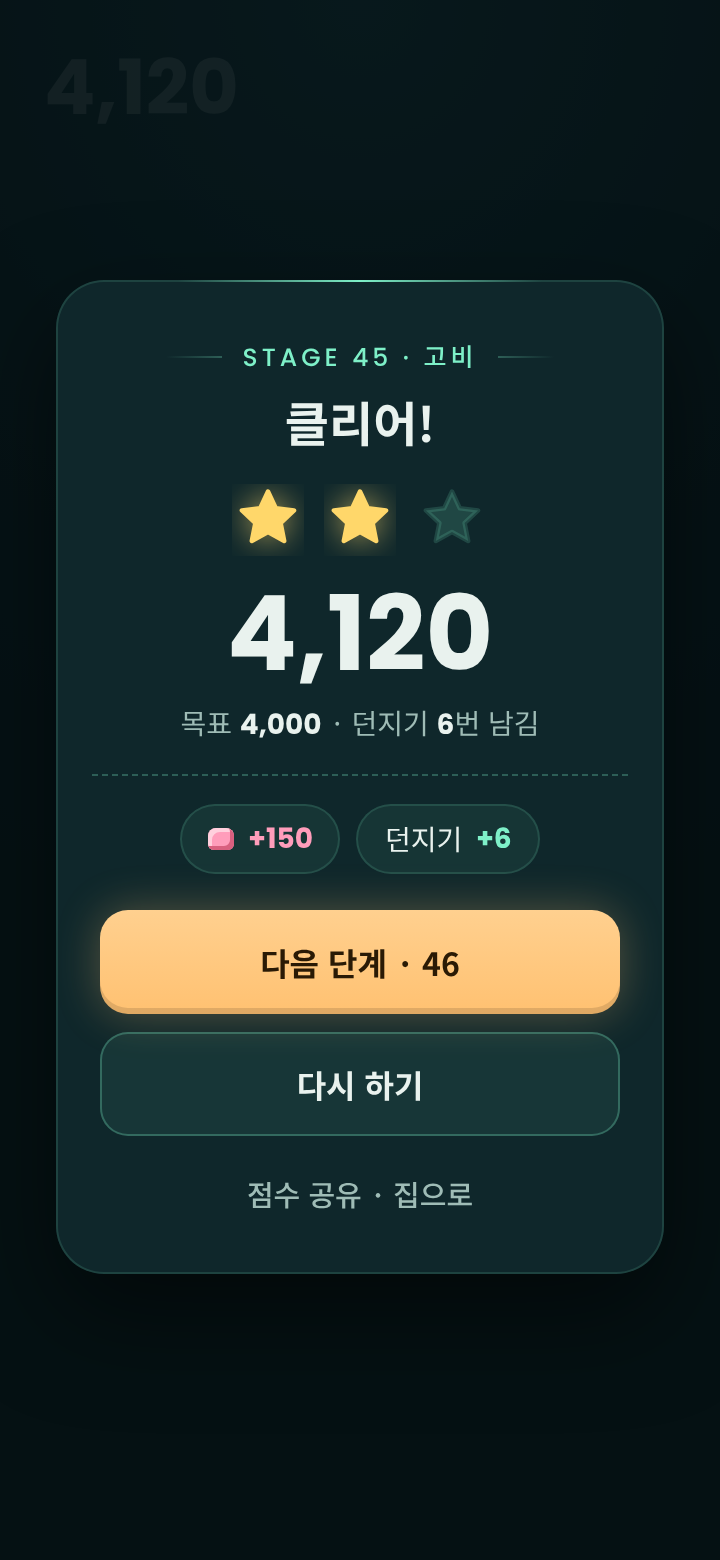 4,120
STAGE 45 · 고비
클리어!
4,120
목표 4,000 · 던지기 6번 남김
+150
던지기 +6
다음 단계 · 46
다시 하기
점수 공유 · 집으로